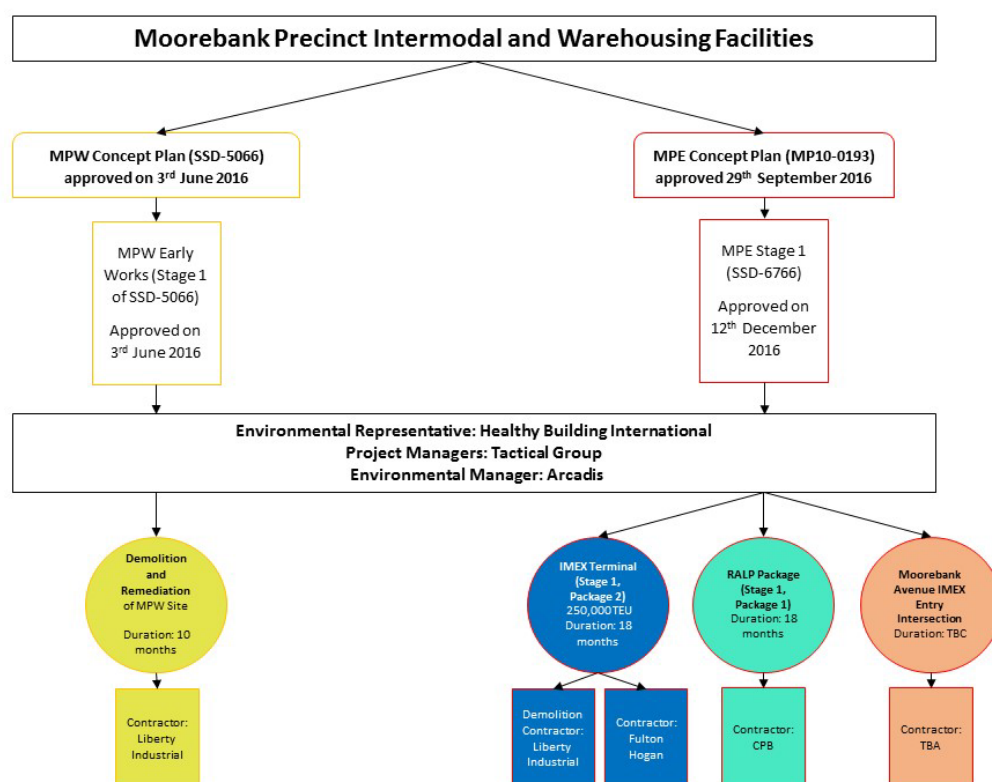 Moorebank Precinct Intermodal and Warehousing Facilities
MPW Concept Plan (SSD-5066)
approved on 3rd June 2016
MPE Concept Plan (MP10-0193)
approved 29th September 2016
MPW Early
Works (Stage 1
of SSD-5066)
Approved on
3rd June 2016
MPE Stage 1
(SSD-6766)
Approved on
12th December
2016
Environmental Representative: Healthy Building International
Project Managers: Tactical Group
Environmental Manager: Arcadis
Demolition
and
Remediation
of MPW Site
Duration: 10
months
IMEX Terminal
(Stage 1,
Package 2)
250,000 TEU
Duration: 18
months
RALP Package
(Stage 1,
Package 1)
Duration: 18
months
Moorebank
Avenue IMEX
Entry
Intersection
Duration: TBC
Contractor:
Liberty
Industrial
Demolition
Contractor:
Liberty
Industrial
Contractor:
Fulton
Hogan
Contractor:
CPB
Contractor:
TBA